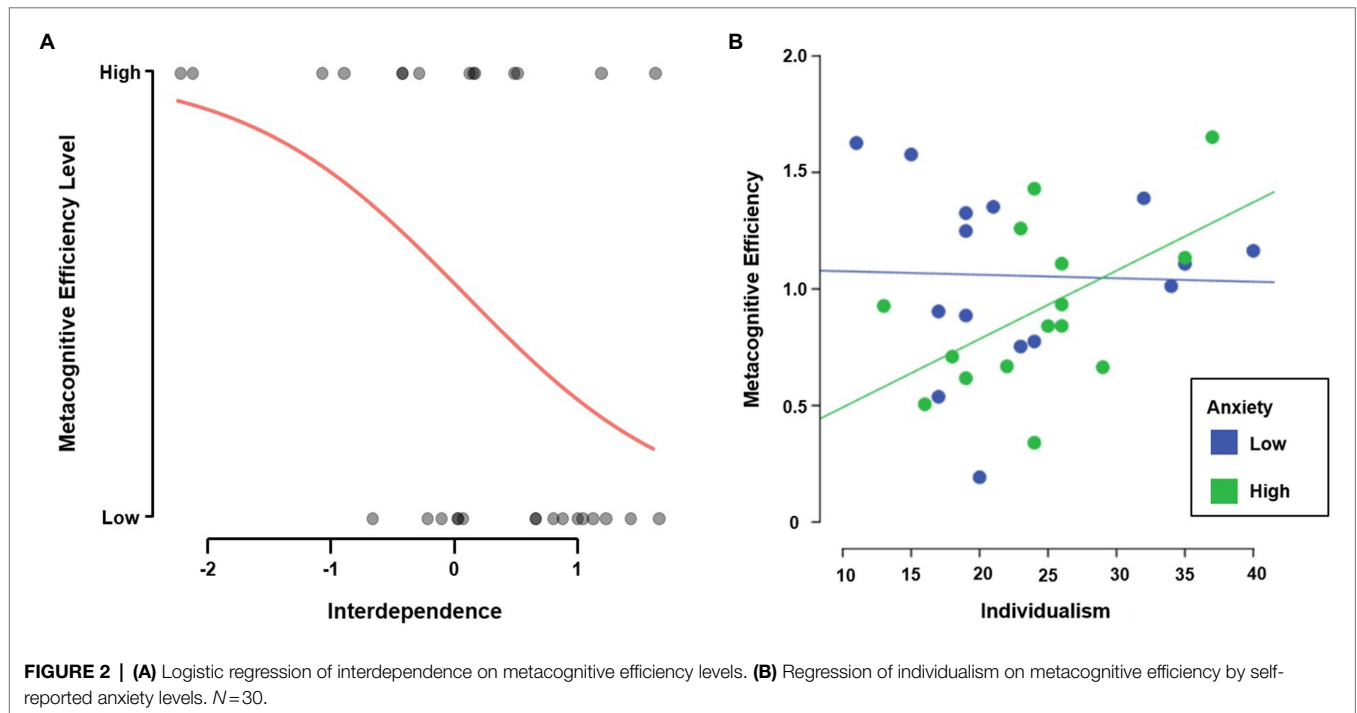 A
High
Low
Metacognitive Efficiency Level
-2 -1 0 1
Interdependence
B
2.0
1.5
1.0
0.5
0
Metacognitive Efficiency
10 15 20 25 30 35 40
Individualism
Anxiety
Low
High
FIGURE 2 | (A) Logistic regression of interdependence on metacognitive efficiency levels. (B) Regression of individualism on metacognitive efficiency by self-
reported anxiety levels. N=30.